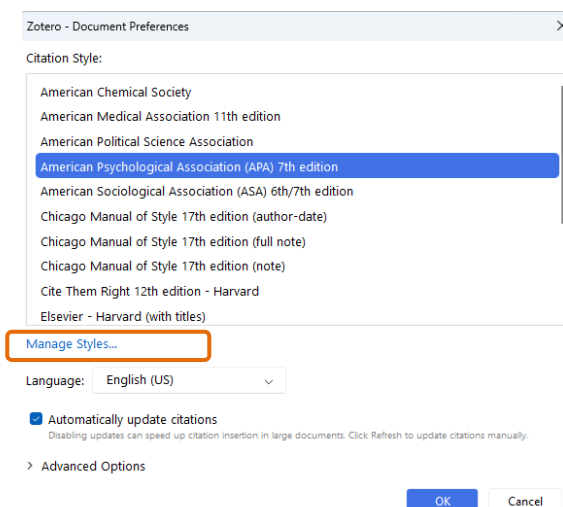 Zotero - Document Preferences
Citation Style:
American Chemical Society
American Medical Association 11th edition
American Political Science Association
American Psychological Association (APA) 7th edition
American Sociological Association (ASA) 6th/7th edition
Chicago Manual of Style 17th edition (author-date)
Chicago Manual of Style 17th edition (full note)
Chicago Manual of Style 17th edition (note)
Cite Them Right 12th edition - Harvard
Elsevier - Harvard (with titles)
Manage Styles...
Language: English (US)
Automatically update citations
Disabling updates can speed up citation insertion in large documents. Click Refresh to update citations manually.
Advanced Options
OK Cancel